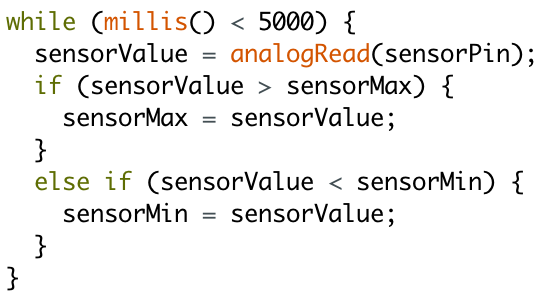 while (millis() < 5000) {
  sensorValue = analogRead(sensorPin);
  if (sensorValue > sensorMax) {
    sensorMax = sensorValue;
  }
  else if (sensorValue < sensorMin) {
    sensorMin = sensorValue;
  }
}